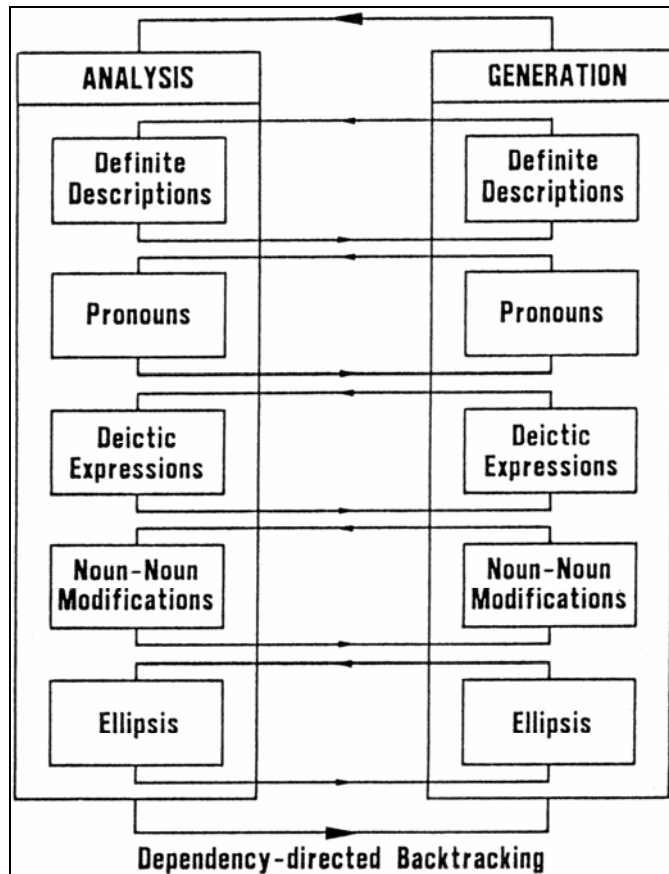 ANALYSIS
GENERATION
Definite
Descriptions
Definite
Descriptions
Pronouns
Pronouns
Deictic
Expressions
Deictic
Expressions
Noun-Noun
Modifications
Noun-Noun
Modifications
Ellipsis
Ellipsis
Dependency-directed Backtracking